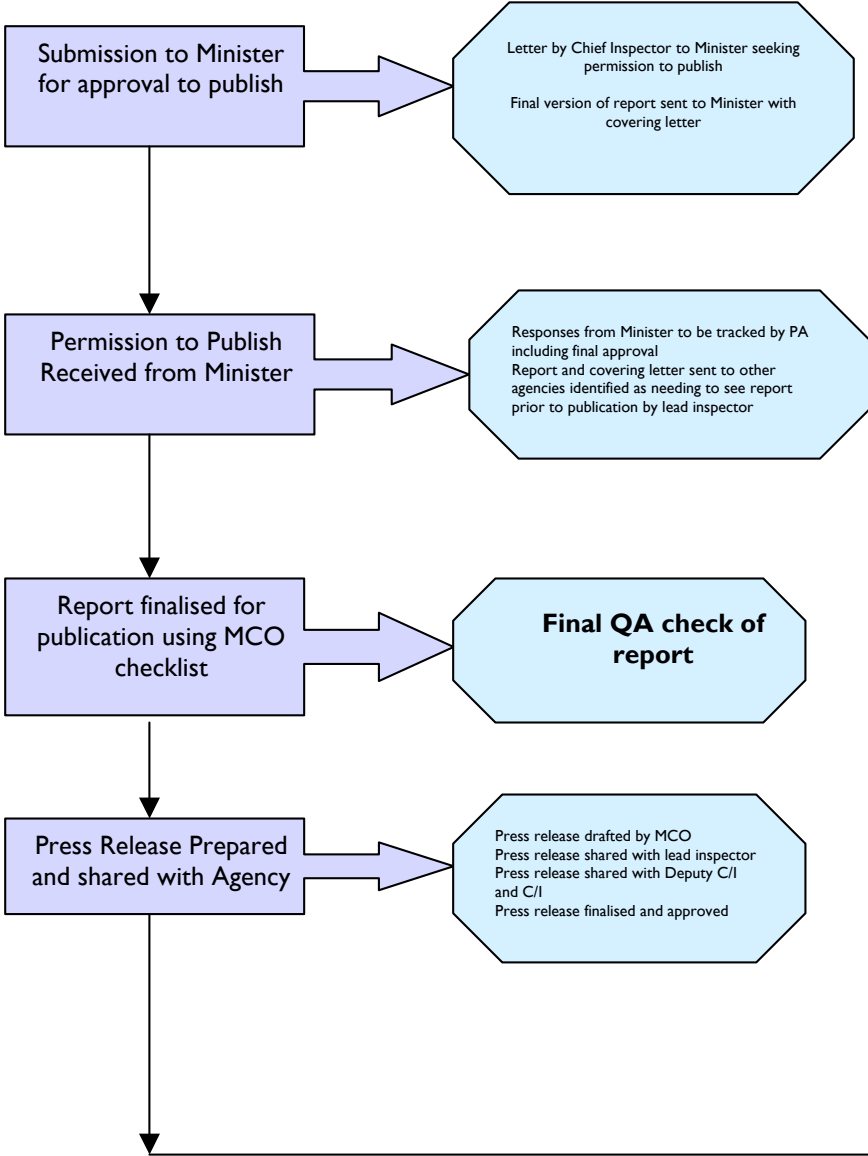 Submission to Minister
for approval to publish
Letter by Chief Inspector to Minister seeking
permission to publish
Final version of report sent to Minister with
covering letter
Permission to Publish
Received from Minister
Responses from Minister to be tracked by PA
including final approval
Report and covering letter sent to other
agencies identified as needing to see report
prior to publication by lead inspector
Report finalised for
publication using MCO
checklist
Final QA check of
report
Press Release Prepared
and shared with Agency
Press release drafted by MCO
Press release shared with lead inspector
Press release shared with Deputy C/I
and C/I
Press release finalised and approved